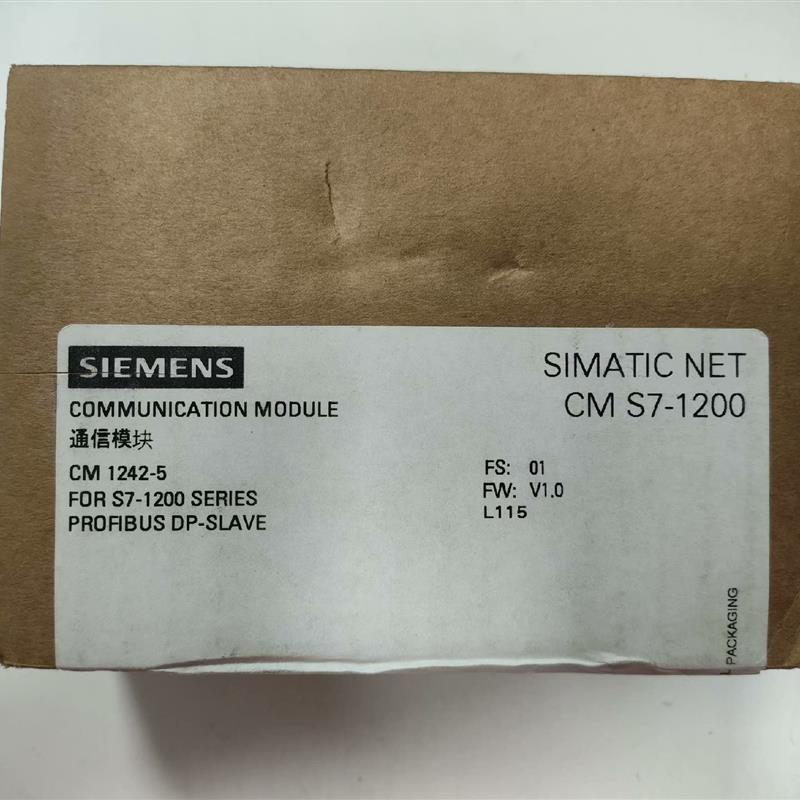 SIEMENS
SIMATIC NET
CM S7-1200
COMMUNICATION MODULE
通信模块
CM 1242-5
FOR S7-1200 SERIES
PROFIBUS DP-SLAVE
FS: 01
FW: V1.0
L115
PACKAGING